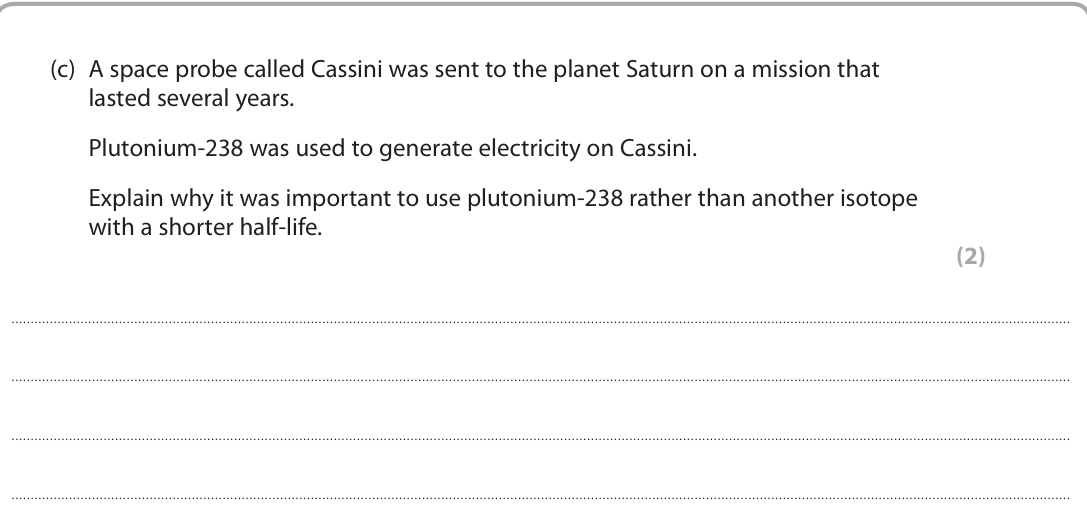 (c) A space probe called Cassini was sent to the planet Saturn on a mission that
lasted several years.
Plutonium-238 was used to generate electricity on Cassini.
Explain why it was important to use plutonium-238 rather than another isotope
with a shorter half-life.
(2)